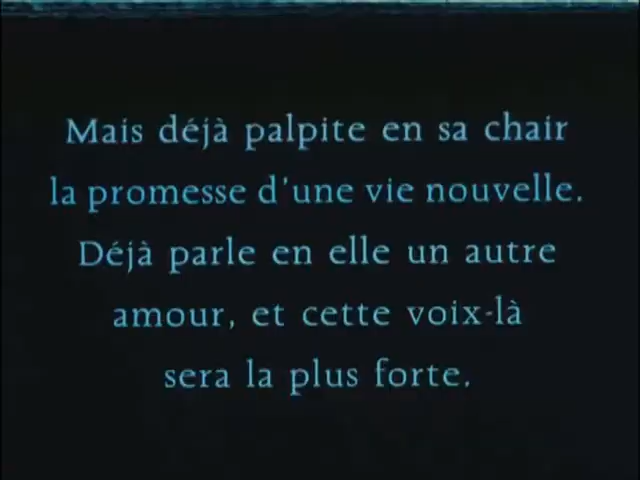 Mais déjà palpite en sa chair
la promesse d'une vie nouvelle.
Déjà parle en elle un autre
amour, et cette voix-là
sera la plus forte.